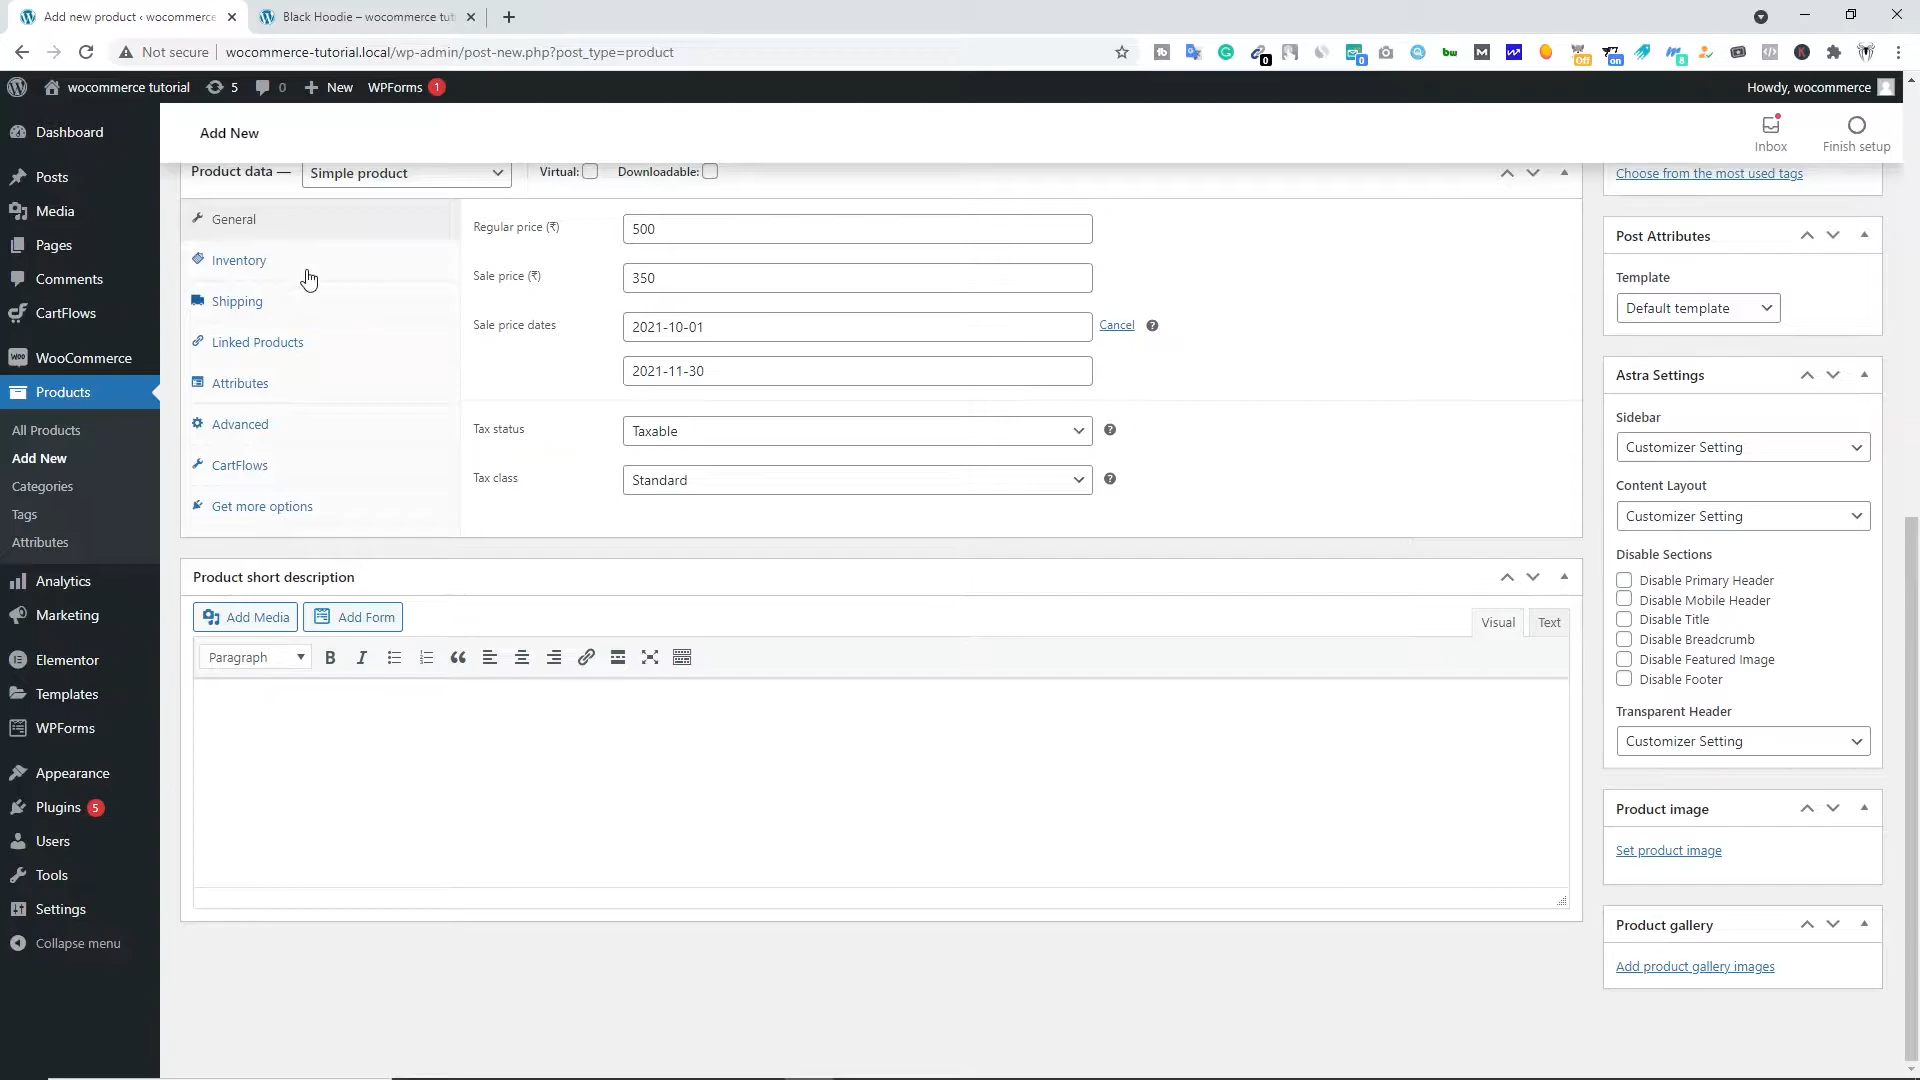 Add new product ‹ wocommerce
Black Hoodie – wocommerce tut
Not secure
wocommerce-tutorial.local/wp-admin/post-new.php?post_type=product
wocommerce tutorial
5
0
New
WPForms
1
Howdy, wocommerce
Add New
Inbox
Finish setup
Dashboard
Posts
Media
Pages
Comments
CartFlows
WooCommerce
Products
All Products
Add New
Categories
Tags
Attributes
Analytics
Marketing
Elementor
Templates
WPForms
Appearance
Plugins
5
Users
Tools
Settings
Collapse menu
Product data —
Simple product
Virtual:
Downloadable:
General
Inventory
Shipping
Linked Products
Attributes
Advanced
CartFlows
Get more options
Regular price (₹)
500
Sale price (₹)
350
Sale price dates
2021-10-01
Cancel
2021-11-30
Tax status
Taxable
Tax class
Standard
Product short description
Add Media
Add Form
Visual
Text
Paragraph
Choose from the most used tags
Post Attributes
Template
Default template
Astra Settings
Sidebar
Customizer Setting
Content Layout
Customizer Setting
Disable Sections
Disable Primary Header
Disable Mobile Header
Disable Title
Disable Breadcrumb
Disable Featured Image
Disable Footer
Transparent Header
Customizer Setting
Product image
Set product image
Product gallery
Add product gallery images